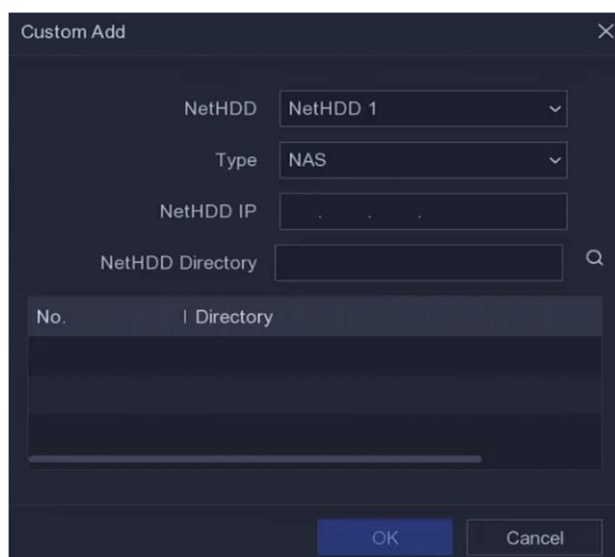 Custom Add
NetHDD NetHDD 1
Type NAS
NetHDD IP . . .
NetHDD Directory
No. Directory
OK Cancel